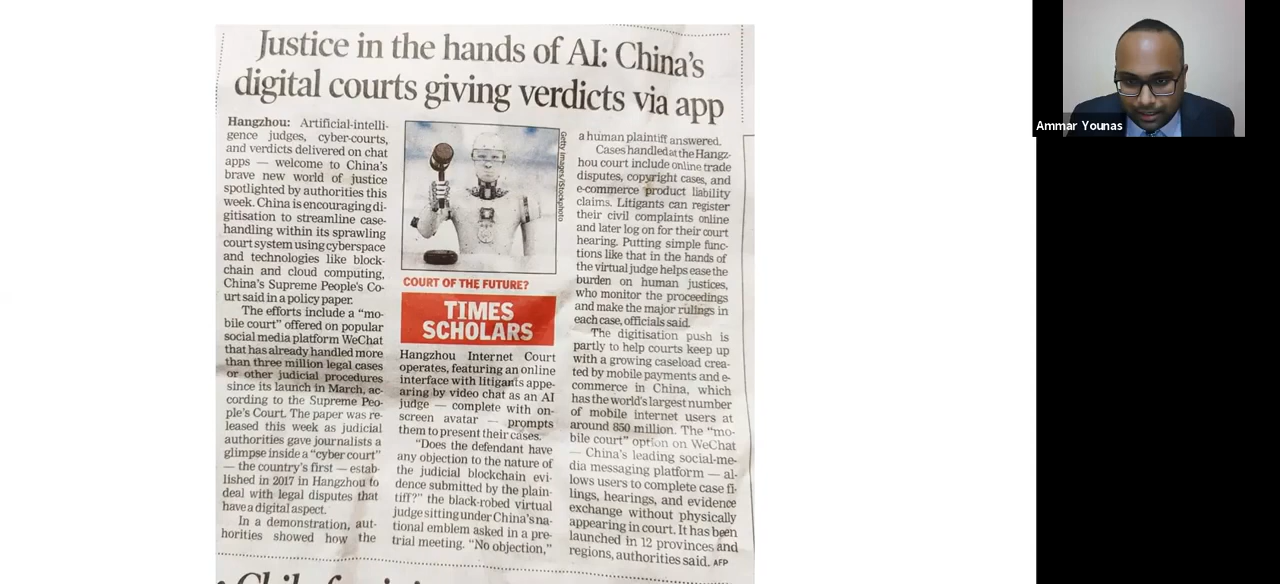 Justice in the hands of AI: China's
digital courts giving verdicts via app
Hangzhou: Artificial-intelli-
gence judges, cyber-courts,
and verdicts delivered on chat
apps — welcome to China's
brave new world of justice
spotlighted by authorities this
week. China is encouraging di-
gitisation to streamline case-
handling within its sprawling
court system using cyberspace
and technologies like block-
chain and cloud computing,
China's Supreme People's Co-
urt said in a policy paper.
The efforts include a "mo-
bile court" offered on popular
social media platform WeChat
that has already handled more
than three million legal cases
or other judicial procedures
since its launch in March, ac-
cording to the Supreme Peo-
ple's Court. The paper was re-
leased this week as judicial
authorities gave journalists a
glimpse inside a "cyber court"
— the country's first — estab-
lished in 2017 in Hangzhou to
deal with legal disputes that
have a digital aspect.
In a demonstration, aut-
horities showed how the
Getty Images/iStockphoto
COURT OF THE FUTURE?
TIMES
SCHOLARS
Hangzhou Internet Court
operates, featuring an online
interface with litigants appe-
aring by video chat as an AI
judge — complete with on-
screen avatar — prompts
them to present their cases.
"Does the defendant have
any objection to the nature of
the judicial blockchain evi-
dence submitted by the plain-
tiff?" the black-robed virtual
judge sitting under China's na-
tional emblem asked in a pre-
trial meeting. "No objection,"
a human plaintiff answered.
Cases handled at the Hangz-
hou court include online trade
disputes, copyright cases, and
e-commerce product liability
claims. Litigants can register
their civil complaints online
and later log on for their court
hearing. Putting simple func-
tions like that in the hands of
the virtual judge helps ease the
burden on human justices,
who monitor the proceedings
and make the major rulings in
each case, officials said.
The digitisation push is
partly to help courts keep up
with a growing caseload crea-
ted by mobile payments and e-
commerce in China, which
has the world's largest number
of mobile internet users at
around 850 million. The "mo-
bile court" option on WeChat
— China's leading social-me-
dia messaging platform — al-
lows users to complete case fi-
lings, hearings, and evidence
exchange without physically
appearing in court. It has been
launched in 12 provinces and
regions, authorities said. AFP
Ammar Younas